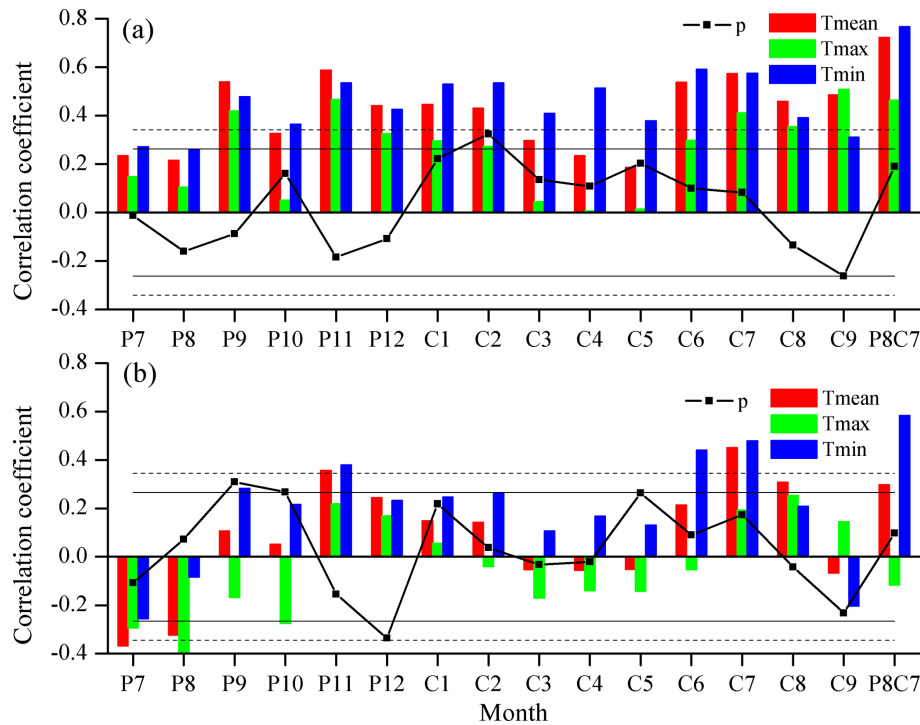 (a)
p
Tmean
Tmax
Tmin
Correlation coefficient
0.8
0.6
0.4
0.2
0.0
-0.2
-0.4
P7 P8 P9 P10 P11 P12 C1 C2 C3 C4 C5 C6 C7 C8 C9 P8C7
(b)
p
Tmean
Tmax
Tmin
Correlation coefficient
0.8
0.6
0.4
0.2
0.0
-0.2
-0.4
P7 P8 P9 P10 P11 P12 C1 C2 C3 C4 C5 C6 C7 C8 C9 P8C7
Month